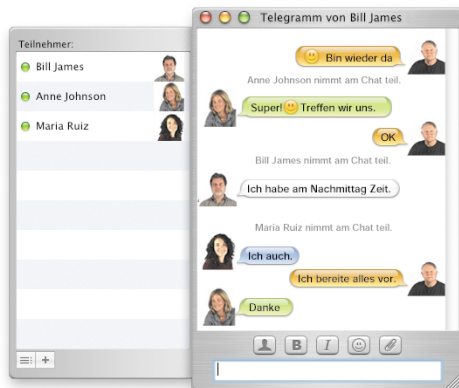 Teilnehmer:
Bill James
Anne Johnson
Maria Ruiz
Telegramm von Bill James
Bin wieder da
Anne Johnson nimmt am Chat teil.
Super! Treffen wir uns.
OK
Bill James nimmt am Chat teil.
Ich habe am Nachmittag Zeit.
Maria Ruiz nimmt am Chat teil.
Ich auch.
Ich bereite alles vor.
Danke
B I